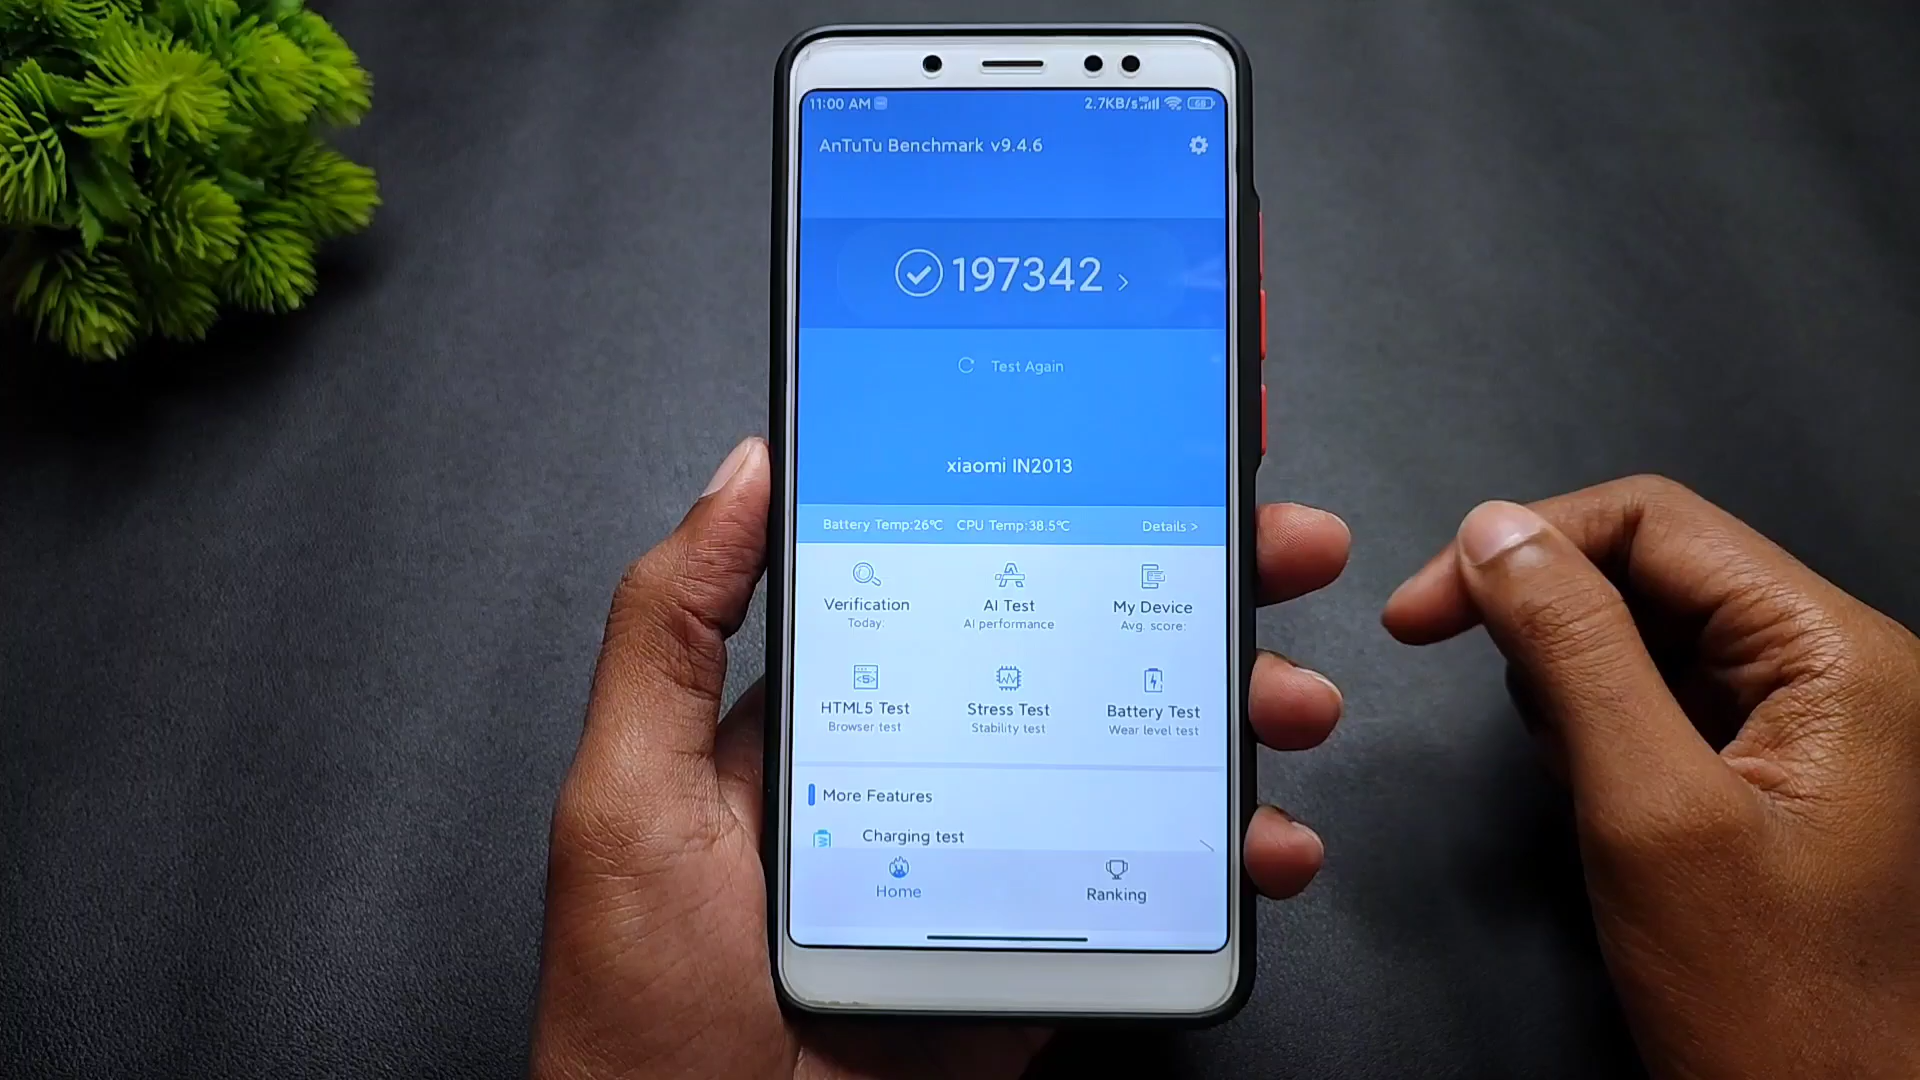 11:00 AM
2.7KB/s
68
AnTuTu Benchmark v9.4.6
197342 >
Test Again
xiaomi IN2013
Battery Temp:26℃ CPU Temp:38.5℃ Details >
Verification AI Test My Device
Today: AI performance Avg. score:
HTML5 Test Stress Test Battery Test
Browser test Stability test Wear level test
More Features
Charging test
Home Ranking